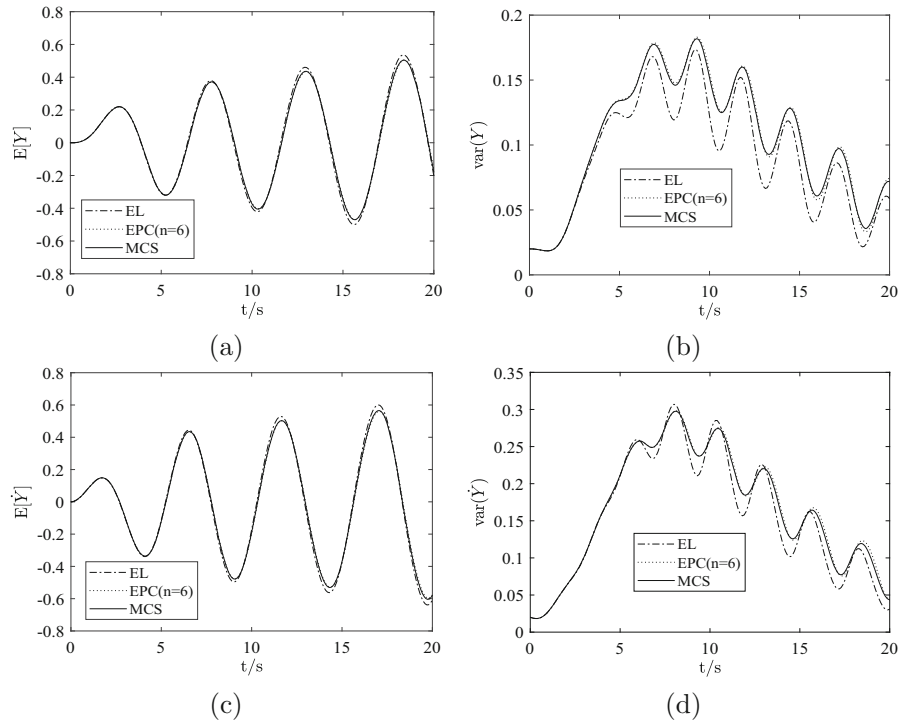 0.8
0.6
0.4
0.2
0
-0.2
-0.4
-0.6
-0.8
E[Y]
EL
EPC(n=6)
MCS
0 5 10 15 20
t/s
(a)
0.2
0.15
0.1
0.05
0
var(Y)
EL
EPC(n=6)
MCS
0 5 10 15 20
t/s
(b)
0.8
0.6
0.4
0.2
0
-0.2
-0.4
-0.6
-0.8
E[Ẏ]
EL
EPC(n=6)
MCS
0 5 10 15 20
t/s
(c)
0.35
0.3
0.25
0.2
0.15
0.1
0.05
0
var(Ẏ)
EL
EPC(n=6)
MCS
0 5 10 15 20
t/s
(d)